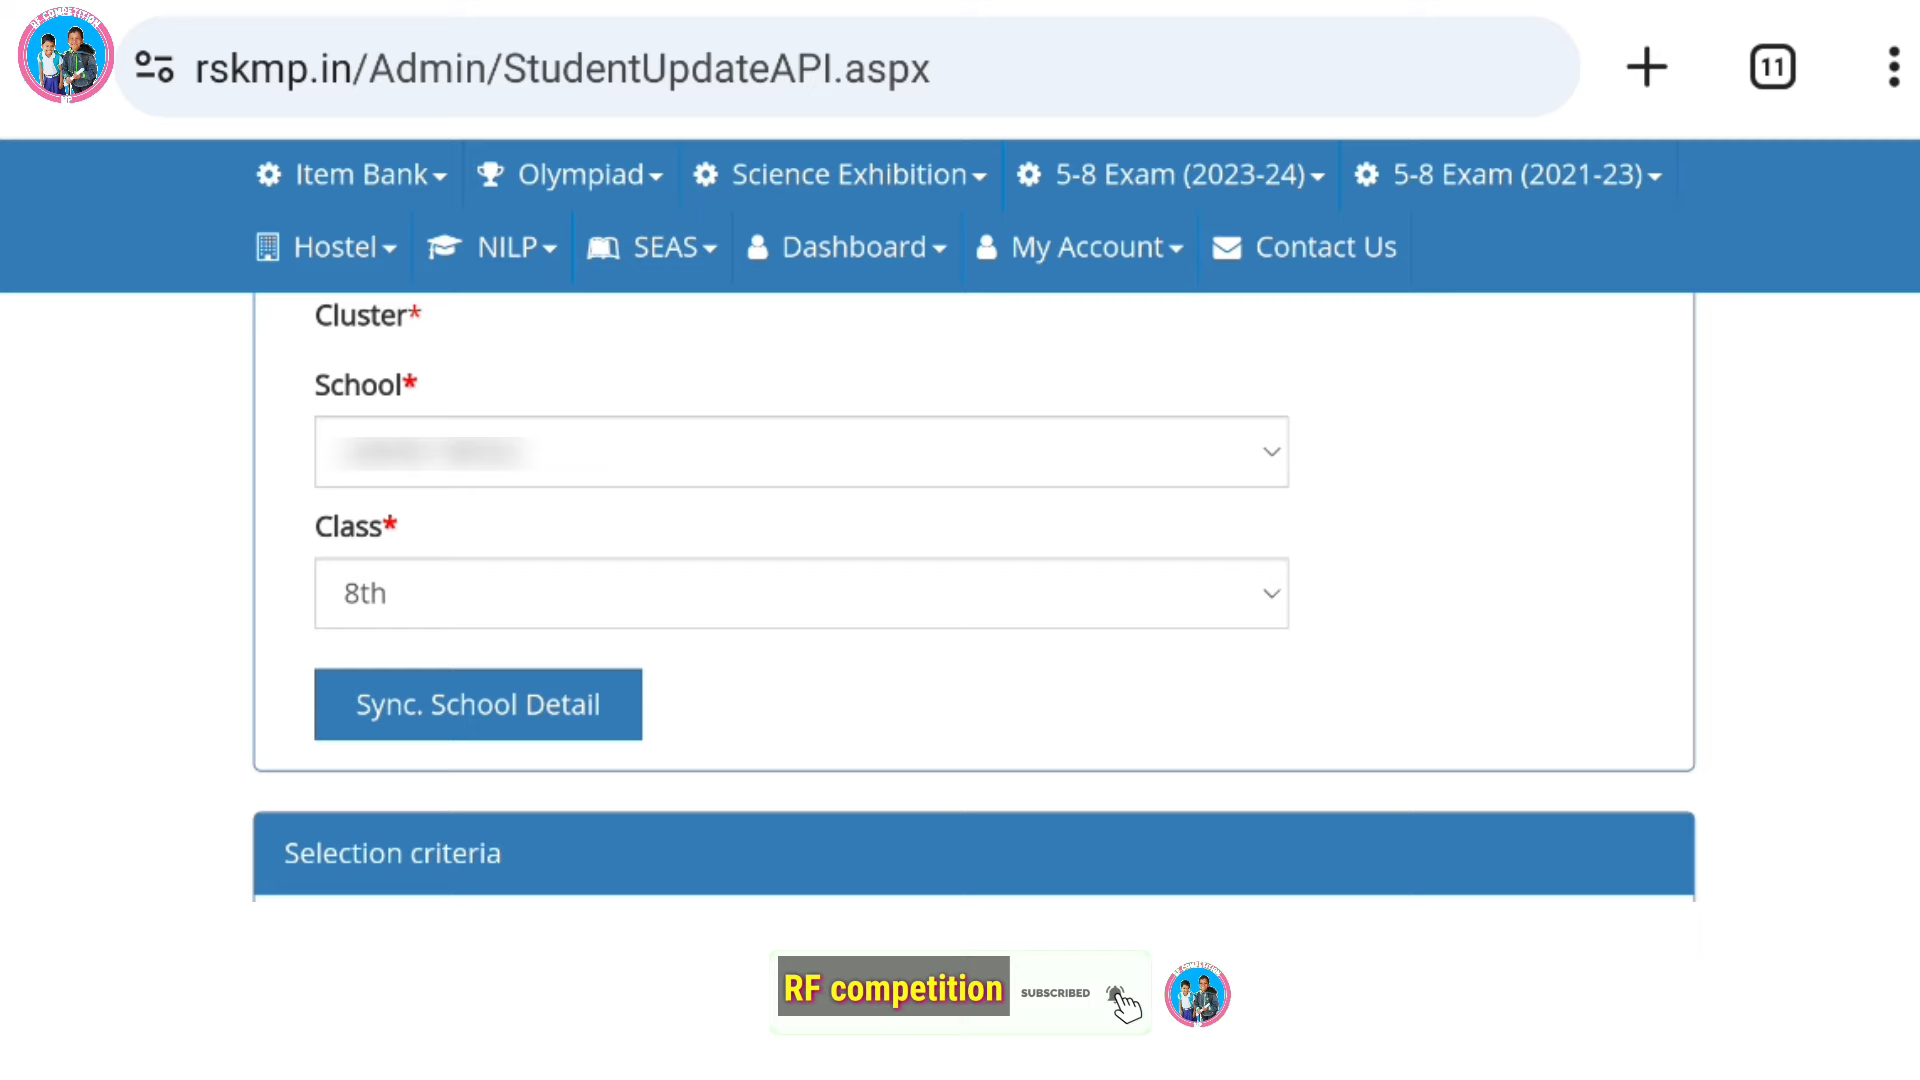 RF COMPETITION
rskmp.in/Admin/StudentUpdateAPI.aspx
11
Item Bank
Olympiad
Science Exhibition
5-8 Exam (2023-24)
5-8 Exam (2021-23)
Hostel
NILP
SEAS
Dashboard
My Account
Contact Us
Cluster*
School*
Class*
8th
Sync. School Detail
Selection criteria
RF competition
SUBSCRIBED